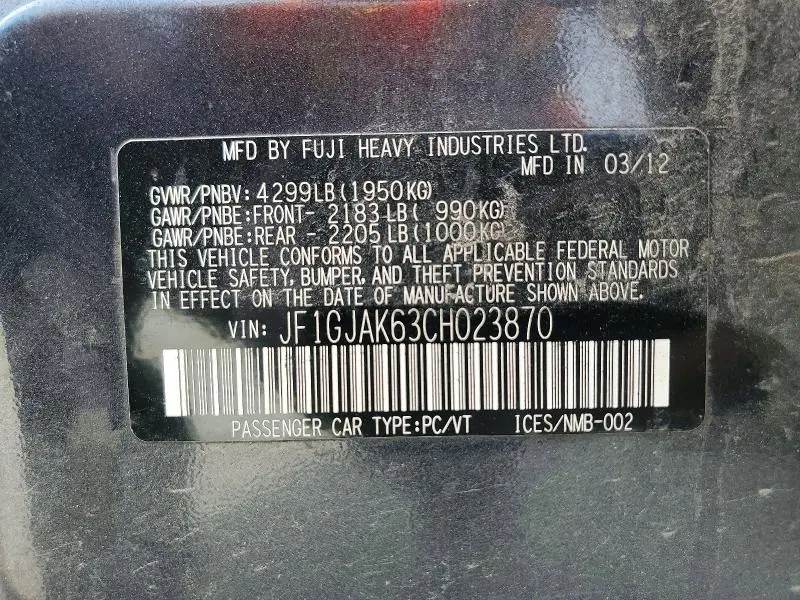 MFD BY FUJI HEAVY INDUSTRIES LTD.
MFD IN 03/12
GVWR/PNBV: 4299LB(1950KG)
GAWR/PNBE:FRONT- 2183LB( 990KG)
GAWR/PNBE:REAR - 2205LB(1000KG)
THIS VEHICLE CONFORMS TO ALL APPLICABLE FEDERAL MOTOR
VEHICLE SAFETY, BUMPER, AND THEFT PREVENTION STANDARDS
IN EFFECT ON THE DATE OF MANUFACTURE SHOWN ABOVE.
VIN: JF1GJAK63CH023870
PASSENGER CAR TYPE:PC/VT ICES/NMB-002